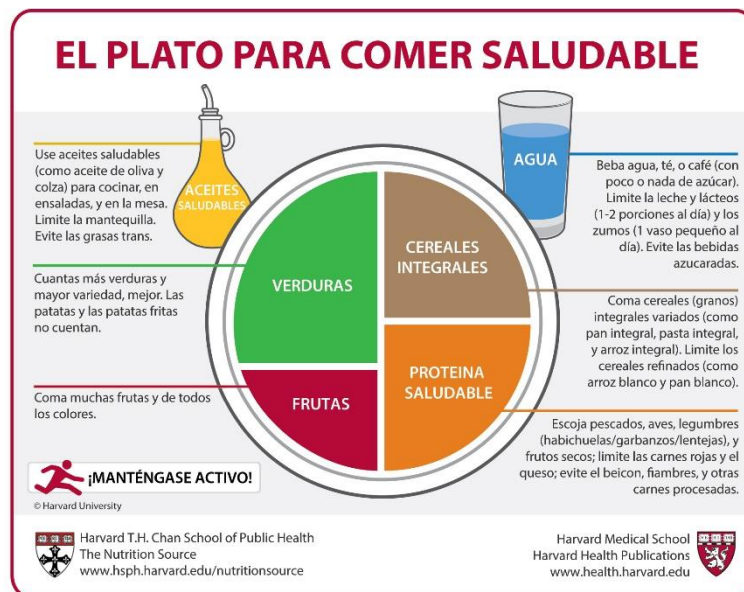 EL PLATO PARA COMER SALUDABLE
Use aceites saludables
(como aceite de oliva y
colza) para cocinar, en
ensaladas, y en la mesa.
Limite la mantequilla.
Evite las grasas trans.
ACEITES
SALUDABLES
AGUA
Beba agua, té, o café (con
poco o nada de azúcar).
Limite la leche y lácteos
(1-2 porciones al día) y los
zumos (1 vaso pequeño al
día). Evite las bebidas
azucaradas.
Cuantas más verduras y
mayor variedad, mejor. Las
patatas y las patatas fritas
no cuentan.
VERDURAS
CEREALES
INTEGRALES
Coma cereales (granos)
integrales variados (como
pan integral, pasta integral,
y arroz integral). Limite los
cereales refinados (como
arroz blanco y pan blanco).
Coma muchas frutas y de todos
los colores.
FRUTAS
PROTEINA
SALUDABLE
Escoja pescados, aves, legumbres
(habichuelas/garbanzos/lentejas), y
frutos secos; limite las carnes rojas y el
queso; evite el beicon, fiambres, y otras
carnes procesadas.
¡MANTÉNGASE ACTIVO!
© Harvard University
Harvard T.H. Chan School of Public Health
The Nutrition Source
www.hsph.harvard.edu/nutritionsource
Harvard Medical School
Harvard Health Publications
www.health.harvard.edu